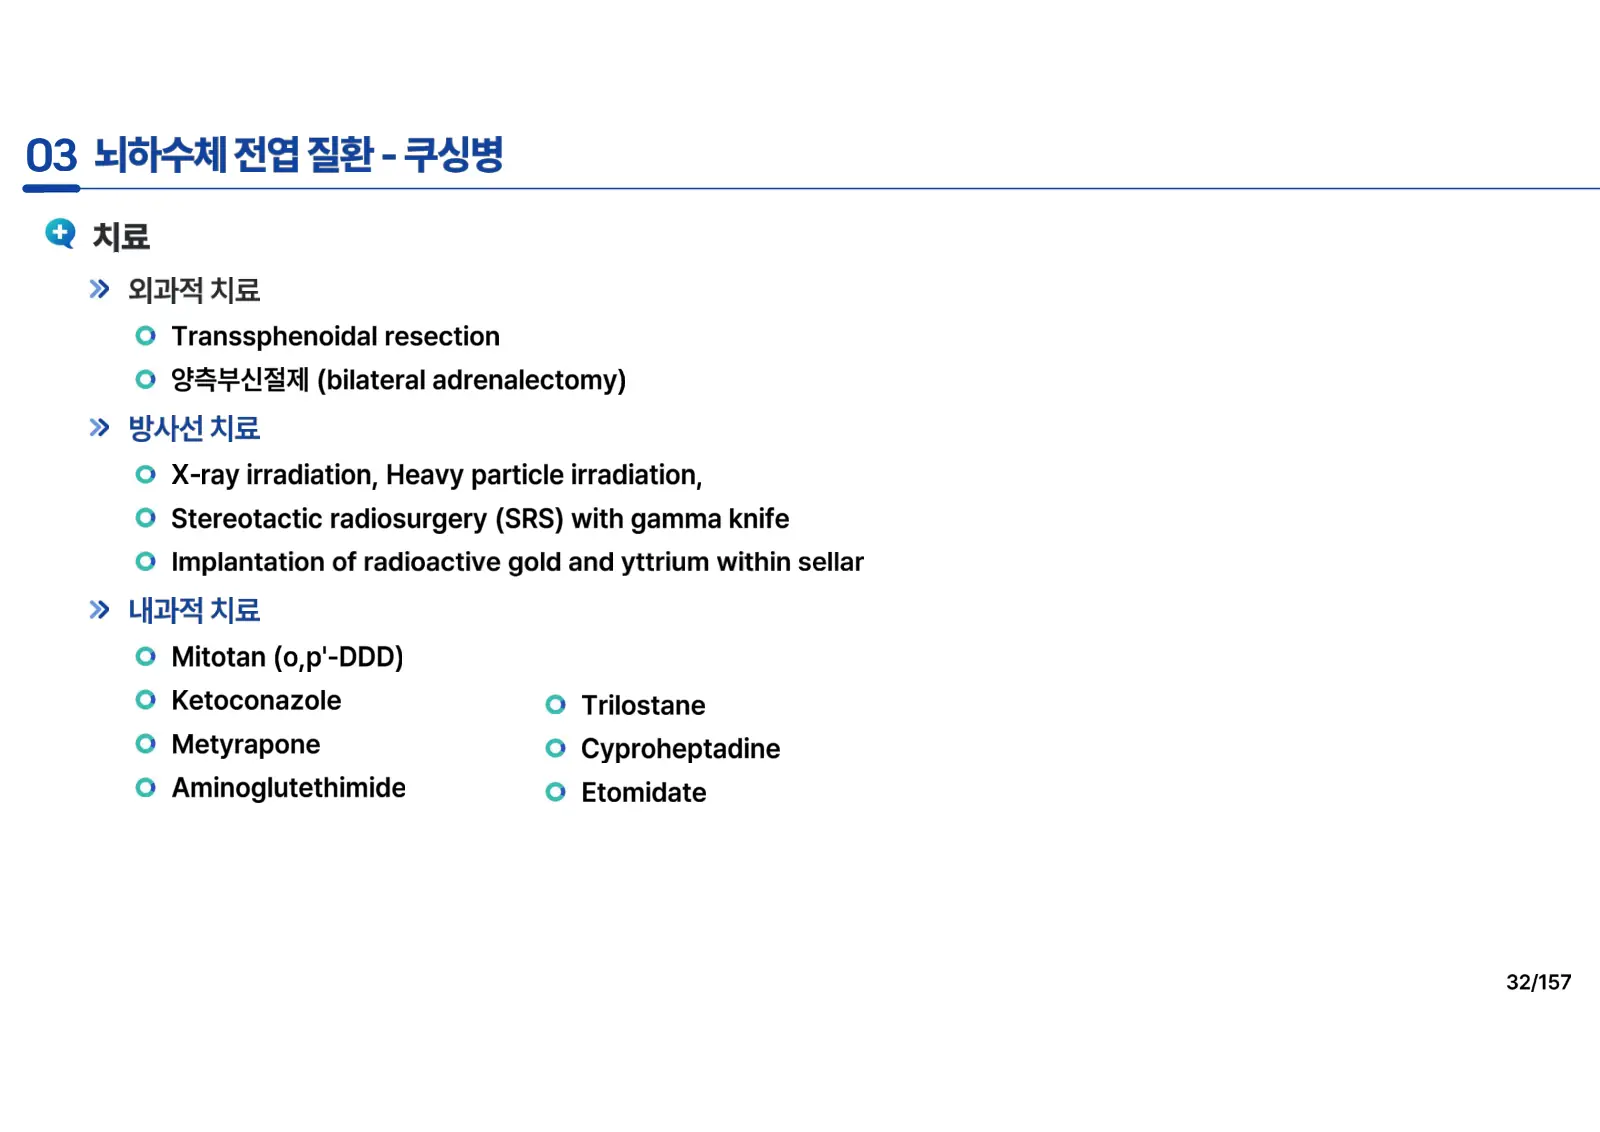 03 뇌하수체 전엽 질환 - 쿠싱병
치료
외과적 치료
Transsphenoidal resection
양측부신절제 (bilateral adrenalectomy)
방사선 치료
X-ray irradiation, Heavy particle irradiation,
Stereotactic radiosurgery (SRS) with gamma knife
Implantation of radioactive gold and yttrium within sellar
내과적 치료
Mitotan (o,p'-DDD)
Ketoconazole
Metyrapone
Aminoglutethimide
Trilostane
Cyproheptadine
Etomidate
32/157